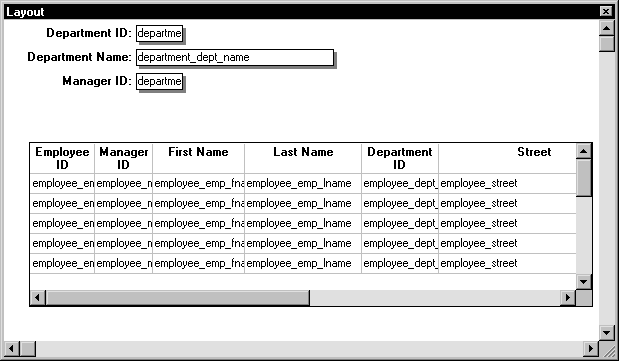 Layout
Department ID: departme
Department Name: department_dept_name
Manager ID: departme
Employee ID Manager ID First Name Last Name Department ID Street
employee_en employee_n employee_emp_fna employee_emp_lname employee_dept_ employee_street
employee_en employee_n employee_emp_fna employee_emp_lname employee_dept_ employee_street
employee_en employee_n employee_emp_fna employee_emp_lname employee_dept_ employee_street
employee_en employee_n employee_emp_fna employee_emp_lname employee_dept_ employee_street
employee_en employee_n employee_emp_fna employee_emp_lname employee_dept_ employee_street